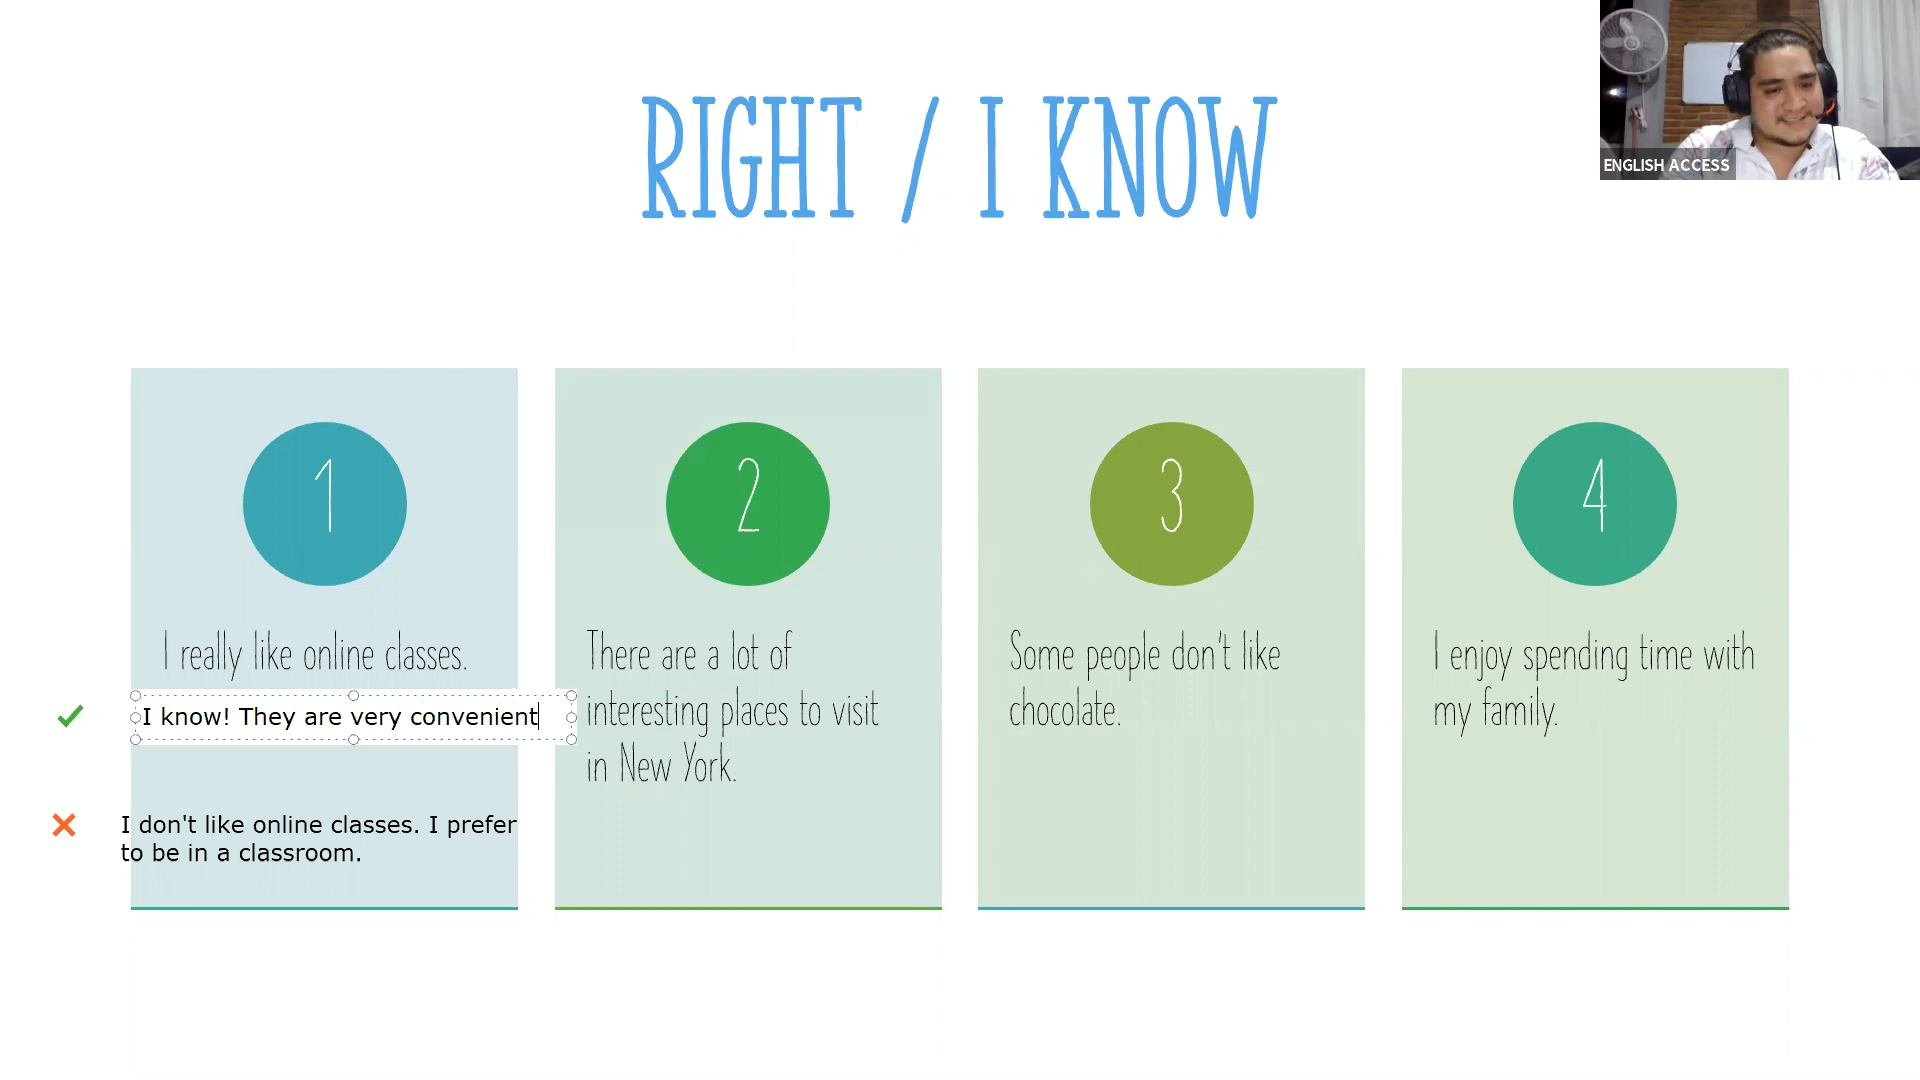 RIGHT / I KNOW
ENGLISH ACCESS
1
I really like online classes.
I know! They are very convenient
I don't like online classes. I prefer
to be in a classroom.
2
There are a lot of
interesting places to visit
in New York.
3
Some people don't like
chocolate.
4
I enjoy spending time with
my family.